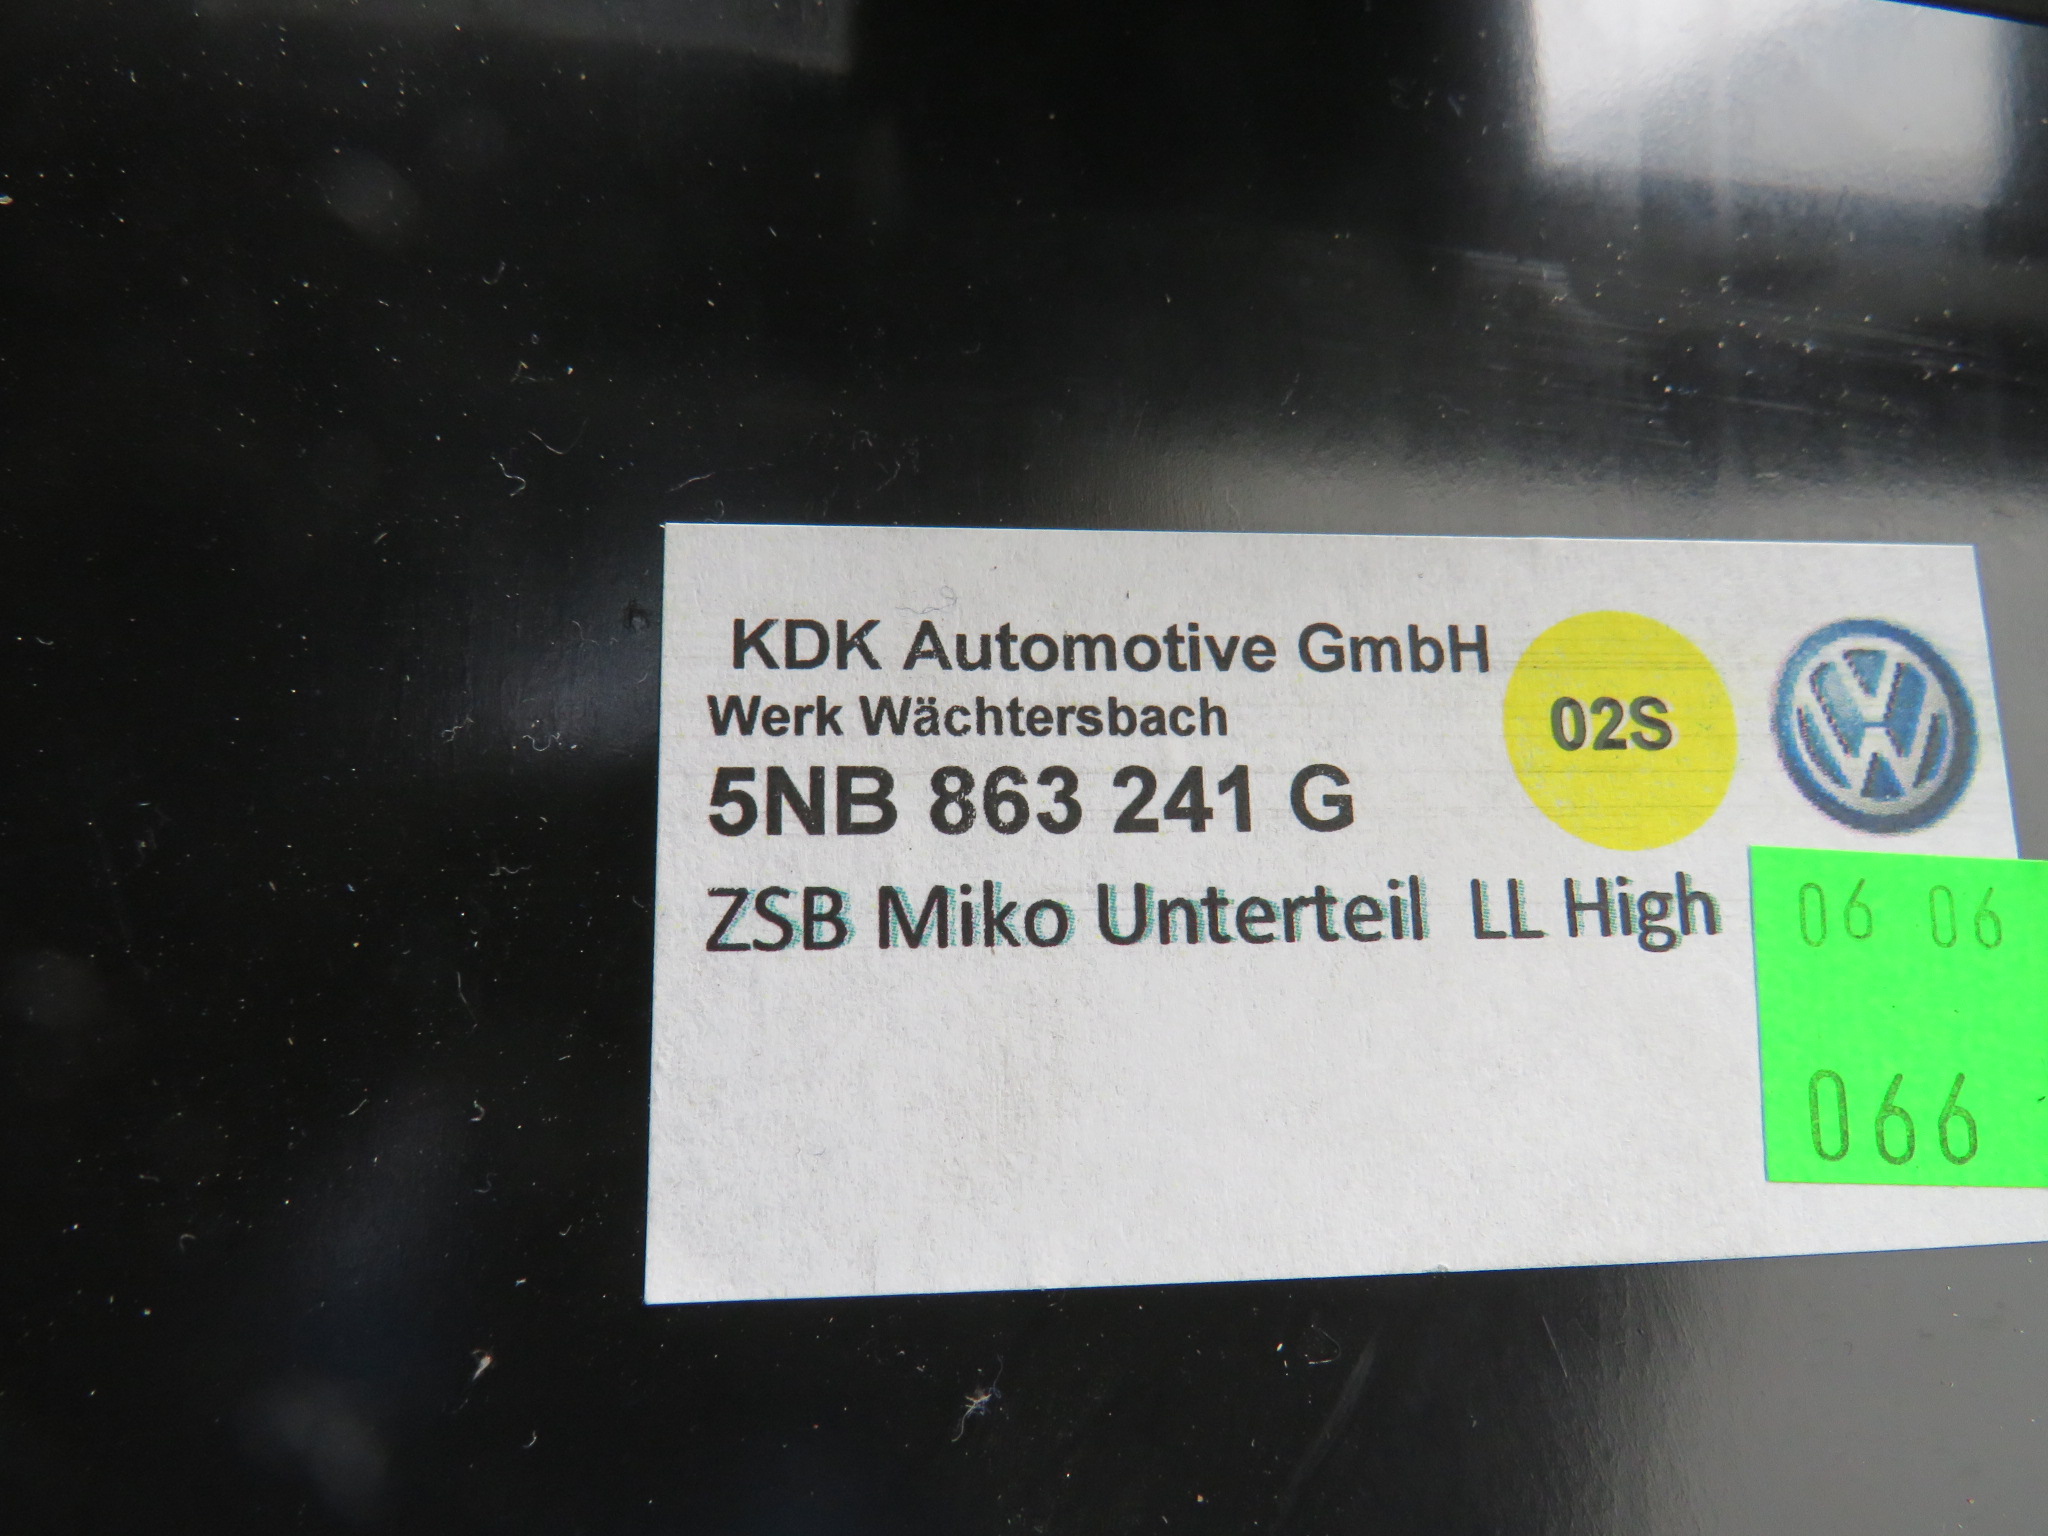 KDK Automotive GmbH
Werk Wächtersbach
5NB 863 241 G
02S
ZSB Miko Unterteil LL High
06 06
066